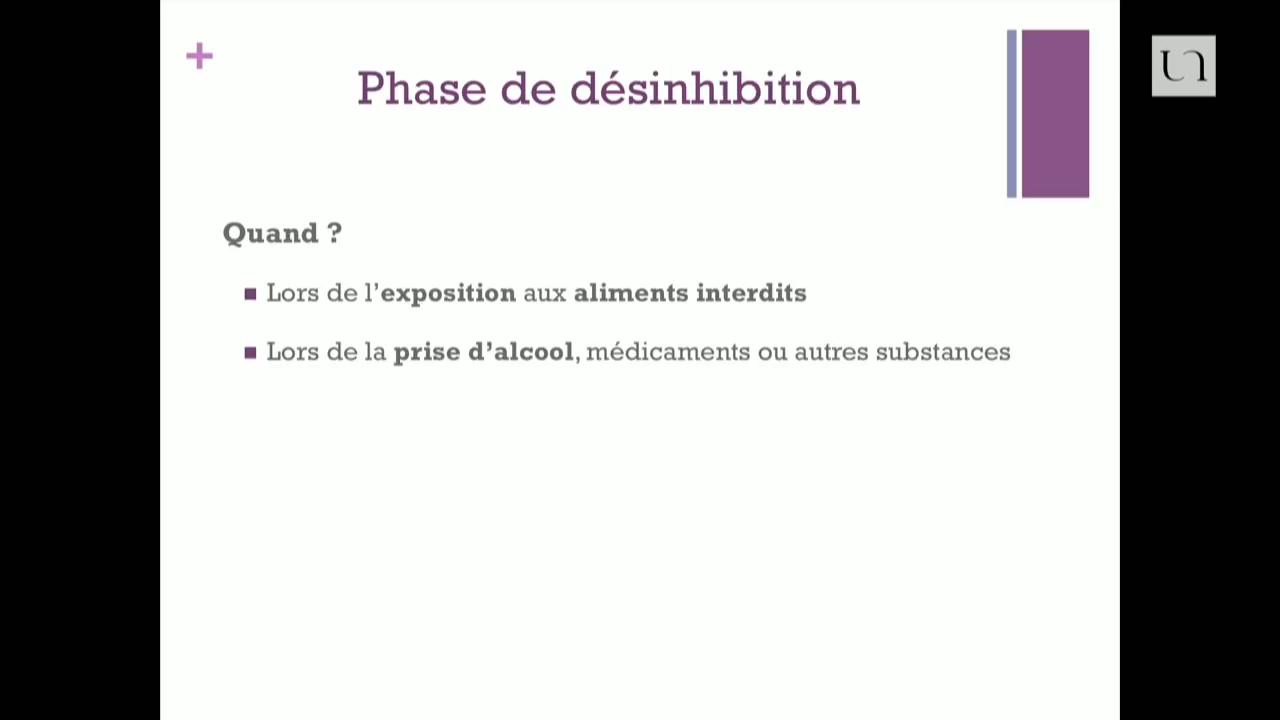 Phase de désinhibition
Quand ?
Lors de l’exposition aux aliments interdits
Lors de la prise d’alcool, médicaments ou autres substances